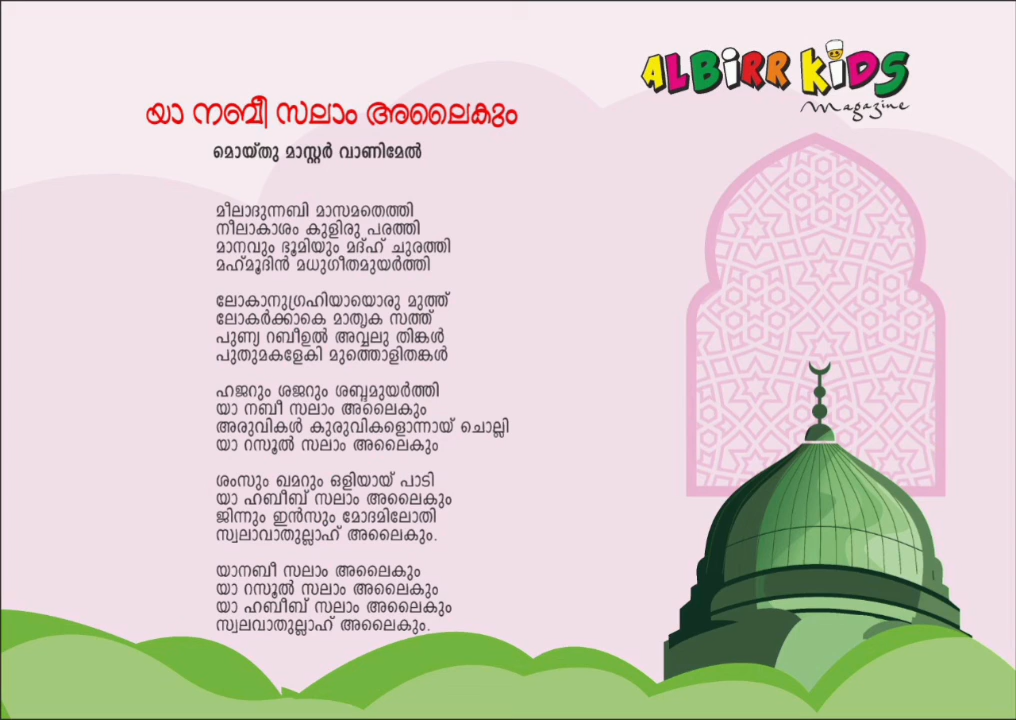 ALBIRR KIDS
Magazine
യാ നബീ സലാം അലൈകും
മൊയ്തു മാസ്റ്റർ വാണിമേൽ
മീലാദുന്നബി മാസമതെത്തി
നീലാകാശം കുളിരു പരത്തി
മാനവും ഭൂമിയും മദ്ഹ് ചുരത്തി
മഹ്മൂദിൻ മധുഗീതമുയർത്തി
ലോകാനുഗ്രഹിയായൊരു മുത്ത്
ലോകർക്കാകെ മാതൃക സത്ത്
പുണ്യ റബീഉൽ അവ്വലു തിങ്കൾ
പുതുമകളേകി മുത്തൊളിതങ്കൾ
ഹജറും ശജറും ശബ്ദമുയർത്തി
യാ നബീ സലാം അലൈകും
അരുവികൾ കുരുവികളൊന്നായ് ചൊല്ലി
യാ റസൂൽ സലാം അലൈകും
ശംസും ഖമറും ഒളിയായ് പാടി
യാ ഹബീബ് സലാം അലൈകും
ജിന്നും ഇൻസും മോദമിലോതി
സ്വലാവാതുല്ലാഹ് അലൈകും.
യാനബീ സലാം അലൈകും
യാ റസൂൽ സലാം അലൈകും
യാ ഹബീബ് സലാം അലൈകും
സ്വലവാതുല്ലാഹ് അലൈകും.